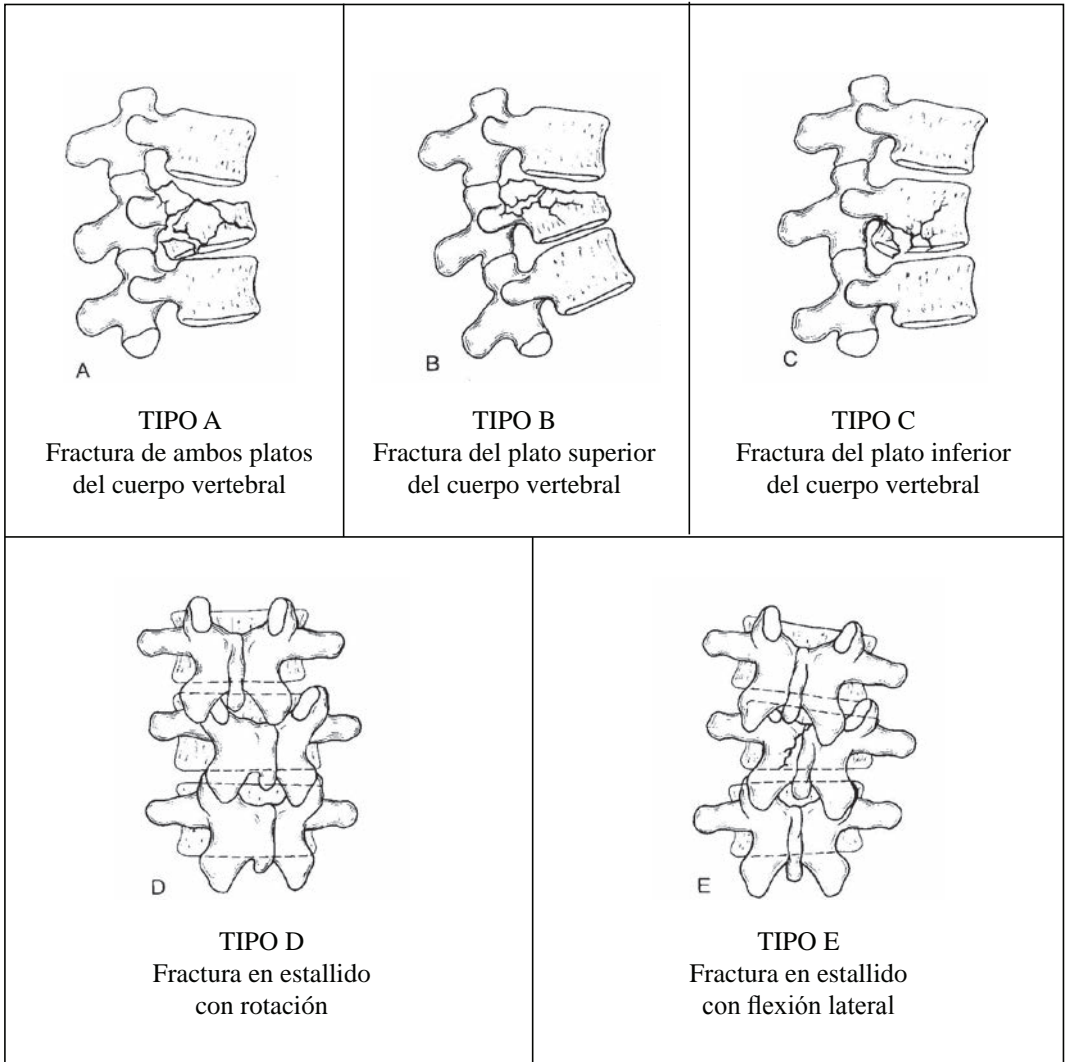 A
TIPO A
Fractura de ambos platos
del cuerpo vertebral
B
TIPO B
Fractura del plato superior
del cuerpo vertebral
C
TIPO C
Fractura del plato inferior
del cuerpo vertebral
D
TIPO D
Fractura en estallido
con rotación
E
TIPO E
Fractura en estallido
con flexión lateral